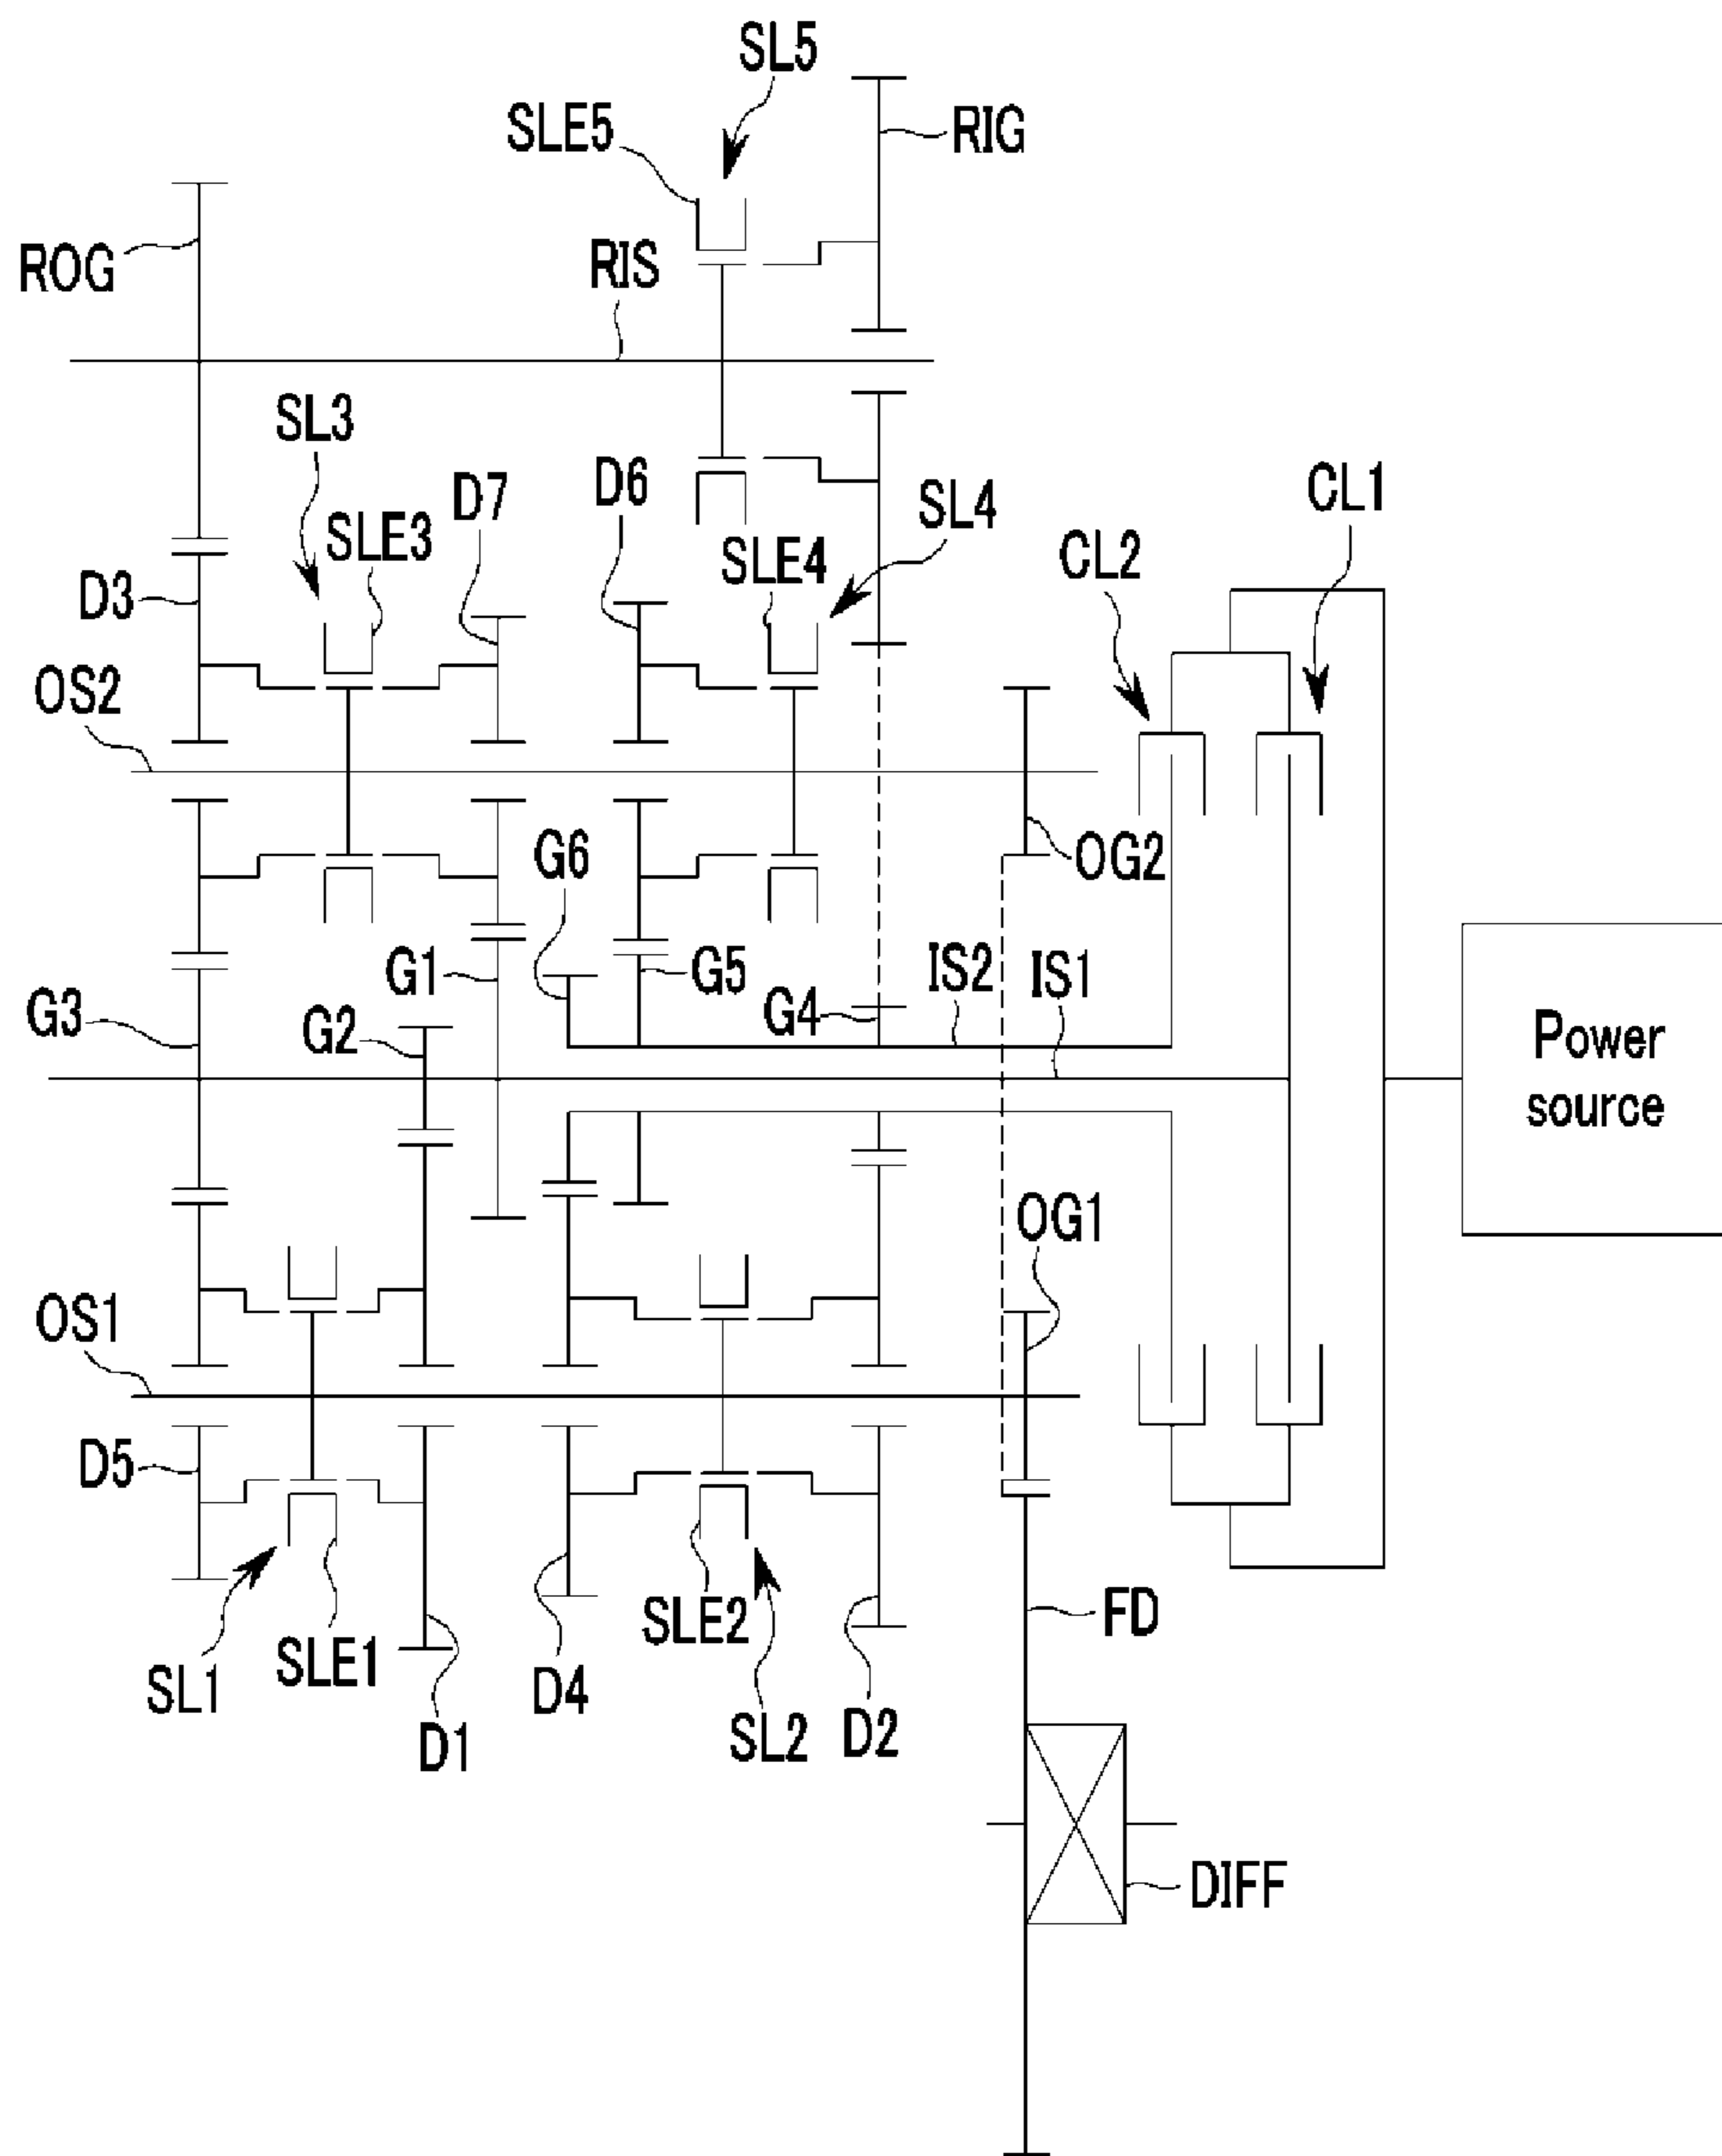 SL5
SLE5
RIG
ROG
RIS
SL3
D7
D6
SL4
CL1
SLE3
SLE4
CL2
D3
OS2
G6
OG2
G1
G5
IS2
IS1
G3
G2
G4
Power
source
OG1
OS1
D5
FD
SLE2
SL1
SLE1
D4
SL2
D2
D1
DIFF